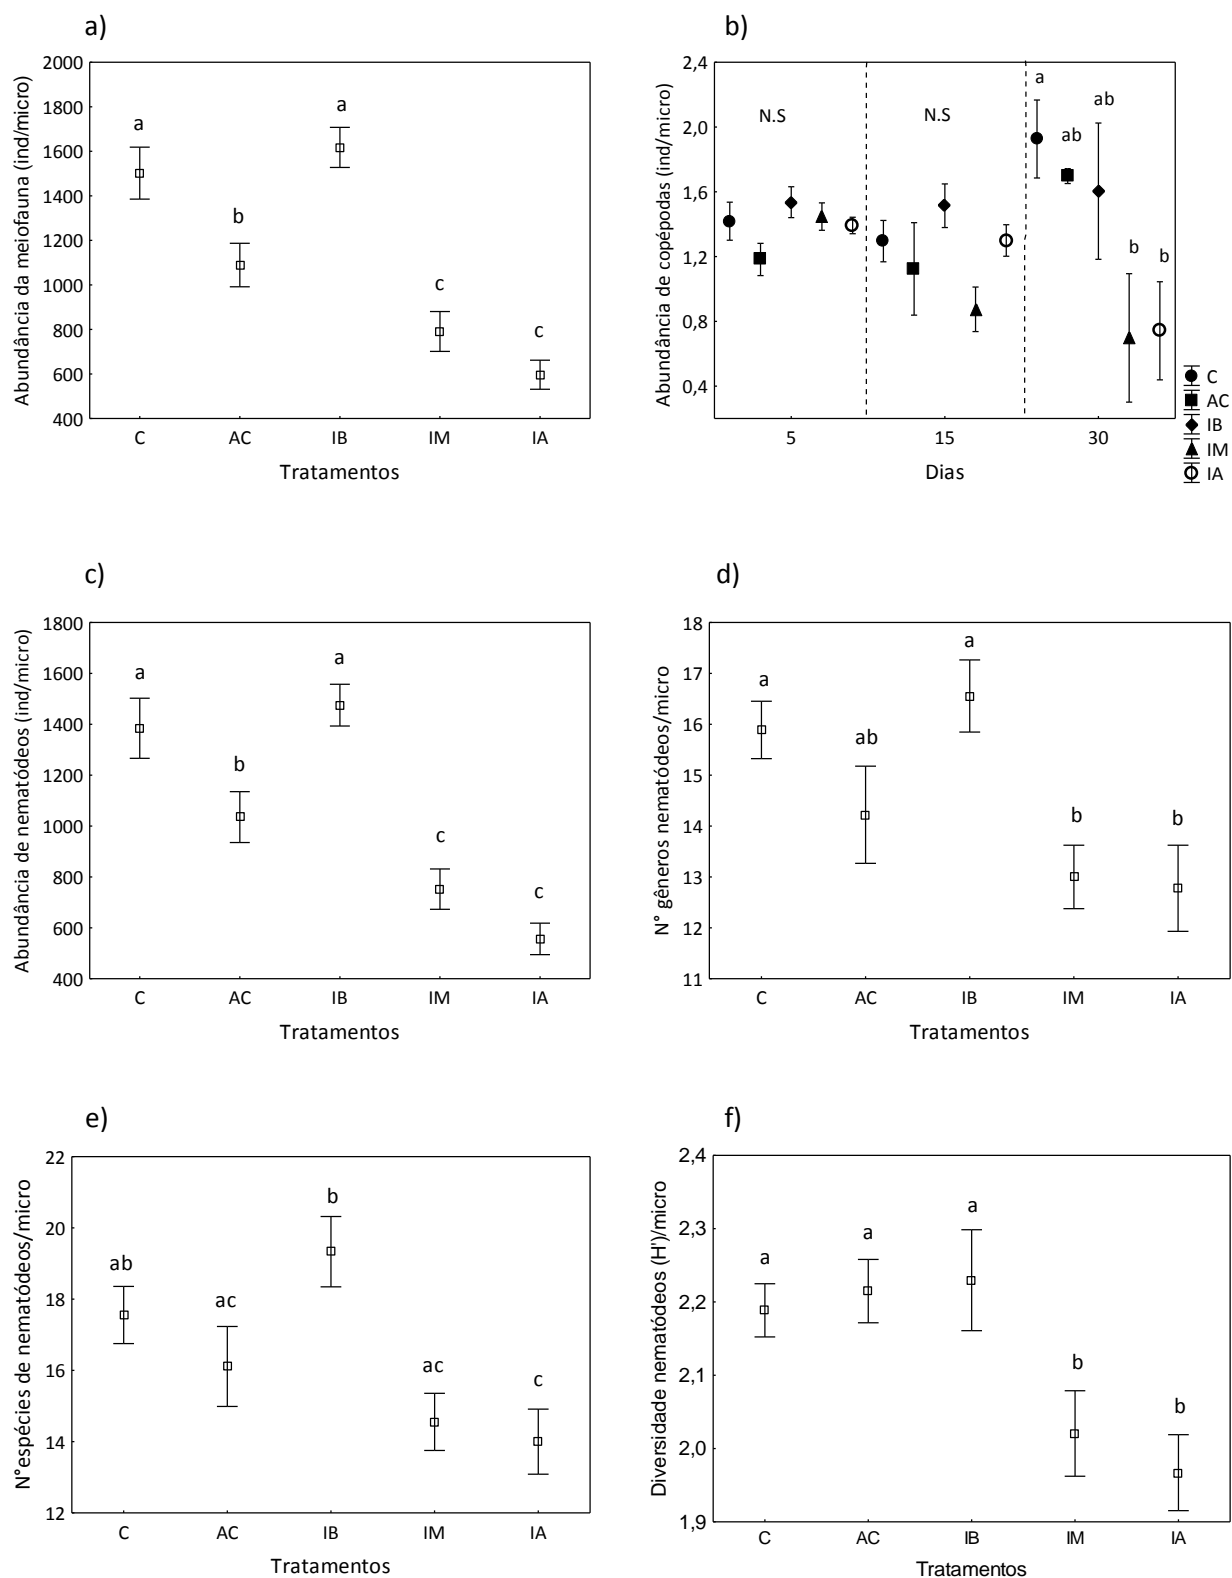 a)
Abundância da meiofauna (ind/micro)
2000
1800
1600
1400
1200
1000
800
600
400
a
b
a
c
c
C AC IB IM IA
Tratamentos
b)
Abundância de copépodas (ind/micro)
2,4
2,0
1,6
1,2
0,8
0,4
N.S
N.S
a
ab
ab
b
b
5 15 30
Dias
C
AC
IB
IM
IA
c)
Abundância de nematódeos (ind/micro)
1800
1600
1400
1200
1000
800
600
400
a
b
a
c
c
C AC IB IM IA
Tratamentos
d)
N° gêneros nematódeos/micro
18
17
16
15
14
13
12
11
a
ab
a
b
b
C AC IB IM IA
Tratamentos
e)
N°espécies de nematódeos/micro
22
20
18
16
14
12
ab
ac
b
ac
c
C AC IB IM IA
Tratamentos
f)
Diversidade nematódeos (H')/micro
2,4
2,3
2,2
2,1
2,0
1,9
a
a
a
b
b
C AC IB IM IA
Tratamentos